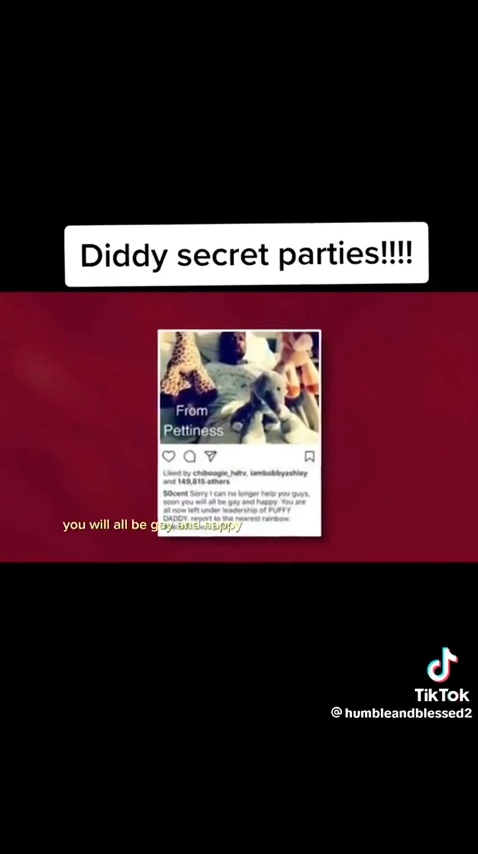 Diddy secret parties!!!!
From
Pettiness
Liked by chiboogie_hdtv, iambobbyashley
and 149,815 others
50cent Sorry I can no longer help you guys,
soon you will all be gay and happy. You are
all now left under leadership of PUFFY
DADDY, report to the nearest rainbow.
you will all be gay and happy
TikTok
@humbleandblessed2